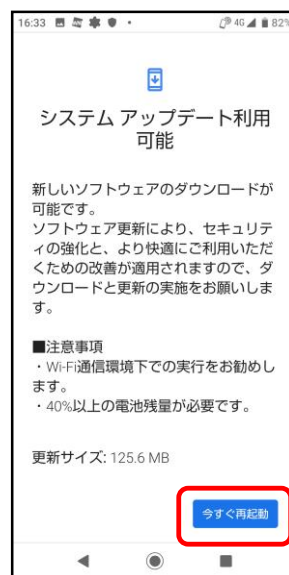 16:33 4G 82%
システム アップデート利用
可能
新しいソフトウェアのダウンロードが
可能です。
ソフトウェア更新により、セキュリテ
ィの強化と、より快適にご利用いただ
くための改善が適用されますので、ダ
ウンロードと更新の実施をお願いしま
す。
■注意事項
・Wi-Fi通信環境下での実行をお勧めし
ます。
・40%以上の電池残量が必要です。
更新サイズ: 125.6 MB
今すぐ再起動